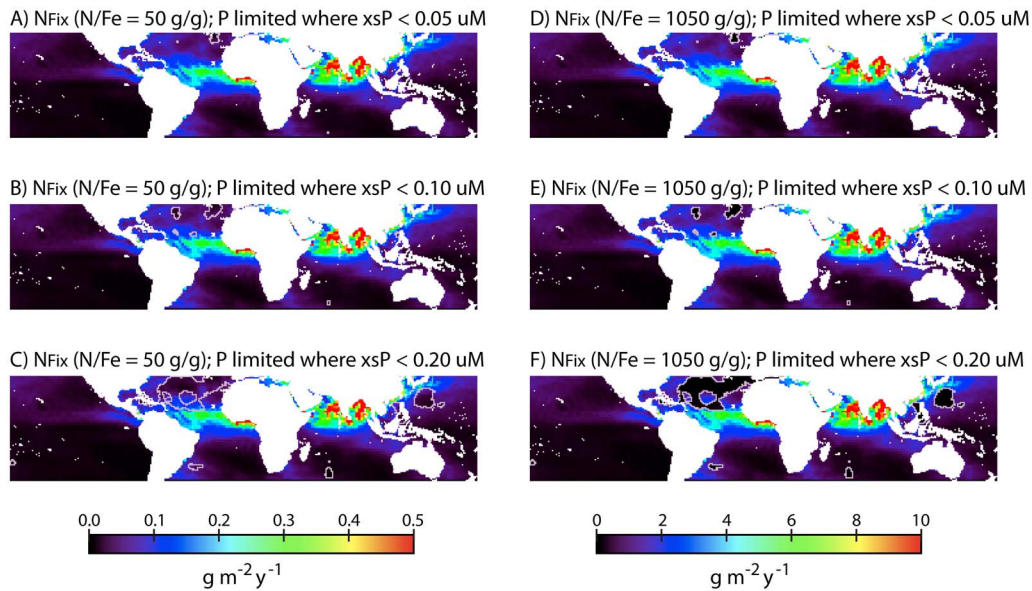 A) NFix (N/Fe = 50 g/g); P limited where xsP < 0.05 uM
D) NFix (N/Fe = 1050 g/g); P limited where xsP < 0.05 uM
B) NFix (N/Fe = 50 g/g); P limited where xsP < 0.10 uM
E) NFix (N/Fe = 1050 g/g); P limited where xsP < 0.10 uM
C) NFix (N/Fe = 50 g/g); P limited where xsP < 0.20 uM
F) NFix (N/Fe = 1050 g/g); P limited where xsP < 0.20 uM
0.0 0.1 0.2 0.3 0.4 0.5
g m⁻² y⁻¹
0 2 4 6 8 10
g m⁻² y⁻¹